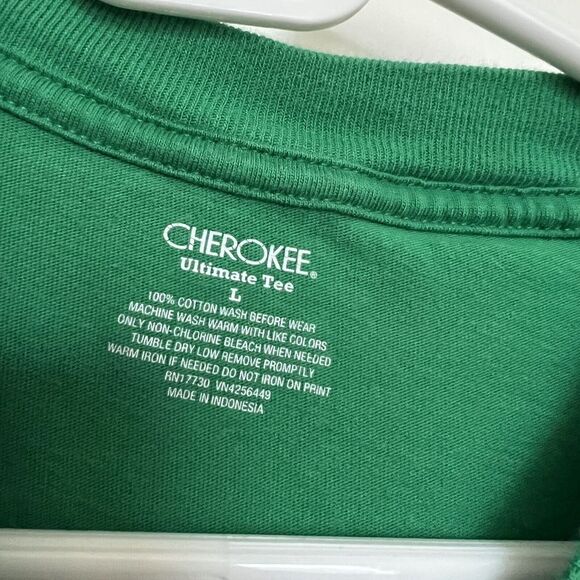 CHEROKEE®
Ultimate Tee
L
100% COTTON WASH BEFORE WEAR
MACHINE WASH WARM WITH LIKE COLORS
ONLY NON-CHLORINE BLEACH WHEN NEEDED
TUMBLE DRY LOW REMOVE PROMPTLY
WARM IRON IF NEEDED DO NOT IRON ON PRINT
RN17730 VN4256449
MADE IN INDONESIA